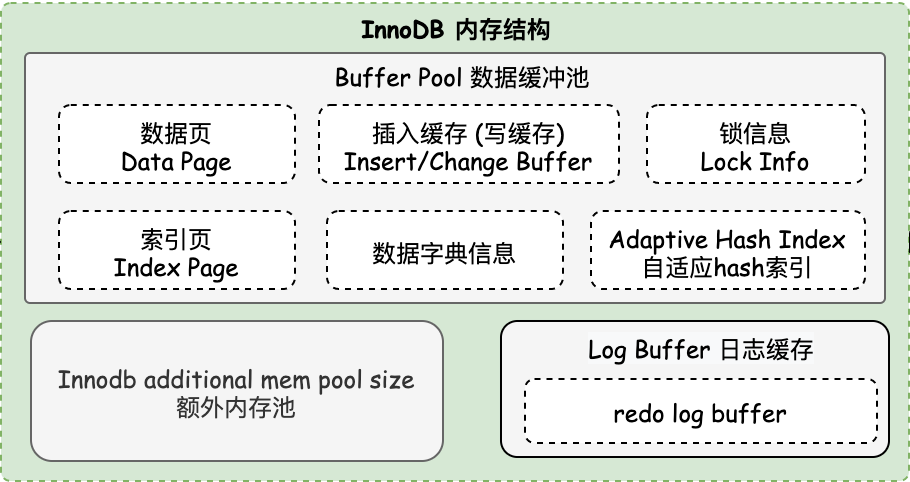 InnoDB 内存结构
Buffer Pool 数据缓冲池
数据页
Data Page
插入缓存 (写缓存)
Insert/Change Buffer
锁信息
Lock Info
索引页
Index Page
数据字典信息
Adaptive Hash Index
自适应hash索引
Innodb additional mem pool size
额外内存池
Log Buffer 日志缓存
redo log buffer